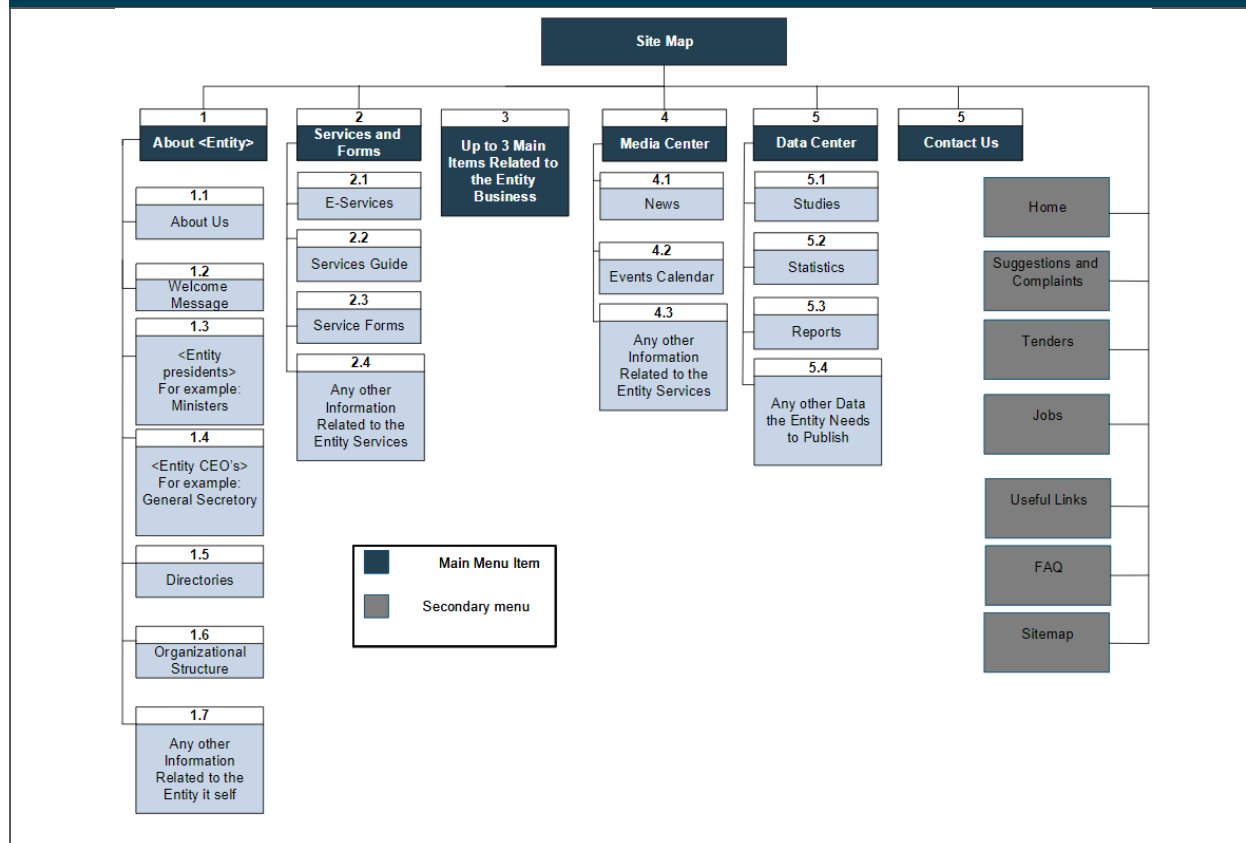 Site Map
1
About <Entity>
1.1
About Us
1.2
Welcome
Message
1.3
<Entity
presidents>
For example:
Ministers
1.4
<Entity CEO's>
For example:
General Secretory
1.5
Directories
1.6
Organizational
Structure
1.7
Any other
Information
Related to the
Entity it self
2
Services and
Forms
2.1
E-Services
2.2
Services Guide
2.3
Service Forms
2.4
Any other
Information
Related to the
Entity Services
3
Up to 3 Main
Items Related to
the Entity
Business
4
Media Center
4.1
News
4.2
Events Calendar
4.3
Any other
Information
Related to the
Entity Services
5
Data Center
5.1
Studies
5.2
Statistics
5.3
Reports
5.4
Any other Data
the Entity Needs
to Publish
5
Contact Us
Home
Suggestions and
Complaints
Tenders
Jobs
Useful Links
FAQ
Sitemap
Main Menu Item
Secondary menu